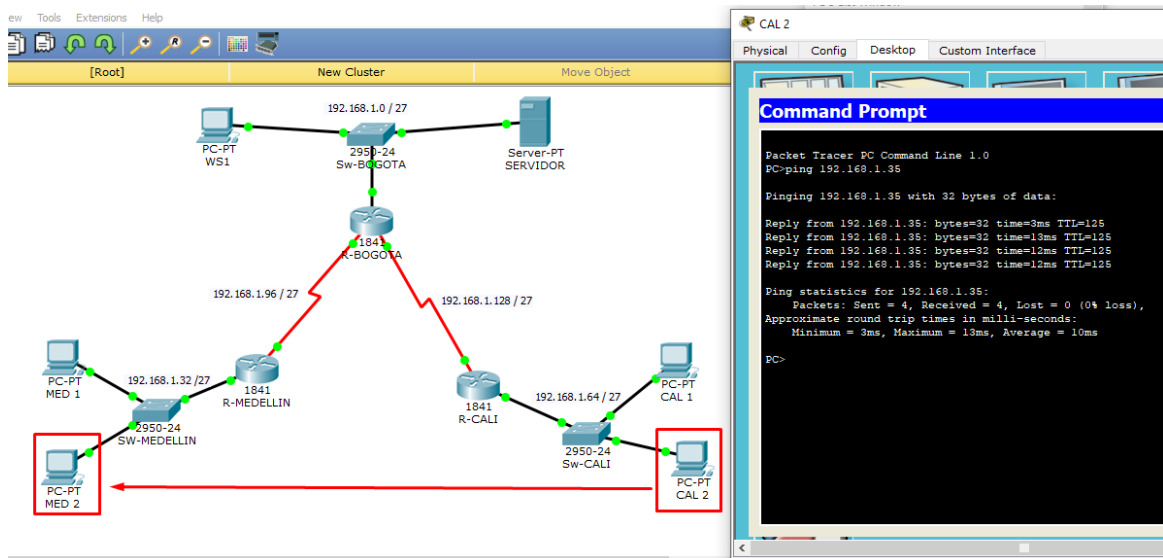 ew Tools Extensions Help
[Root] New Cluster Move Object
192.168.1.0 / 27
PC-PT
WS1
2950-24
Sw-BOGOTA
Server-PT
SERVIDOR
1841
R-BOGOTA
192.168.1.96 / 27
192.168.1.128 / 27
PC-PT
MED 1
192.168.1.32 /27
1841
R-MEDELLIN
2950-24
SW-MEDELLIN
PC-PT
MED 2
1841
R-CALI
192.168.1.64 / 27
PC-PT
CAL 1
2950-24
Sw-CALI
PC-PT
CAL 2
CAL 2
Physical Config Desktop Custom Interface
Command Prompt
Packet Tracer PC Command Line 1.0
PC>ping 192.168.1.35
Pinging 192.168.1.35 with 32 bytes of data:
Reply from 192.168.1.35: bytes=32 time=3ms TTL=125
Reply from 192.168.1.35: bytes=32 time=13ms TTL=125
Reply from 192.168.1.35: bytes=32 time=12ms TTL=125
Reply from 192.168.1.35: bytes=32 time=12ms TTL=125
Ping statistics for 192.168.1.35:
Packets: Sent = 4, Received = 4, Lost = 0 (0% loss),
Approximate round trip times in milli-seconds:
Minimum = 3ms, Maximum = 13ms, Average = 10ms
PC>